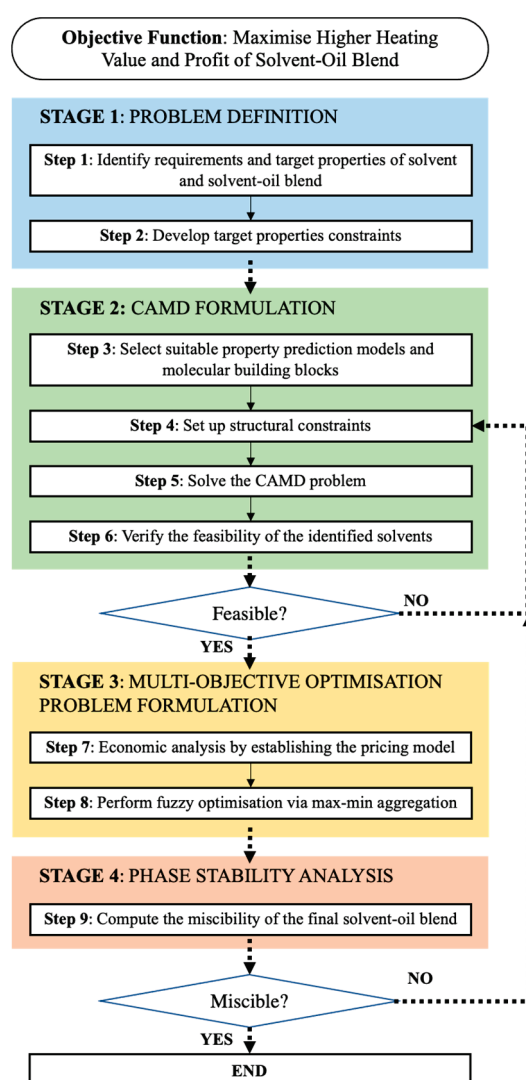 Objective Function: Maximise Higher Heating
Value and Profit of Solvent-Oil Blend
STAGE 1: PROBLEM DEFINITION
Step 1: Identify requirements and target properties of solvent
and solvent-oil blend
Step 2: Develop target properties constraints
STAGE 2: CAMD FORMULATION
Step 3: Select suitable property prediction models and
molecular building blocks
Step 4: Set up structural constraints
Step 5: Solve the CAMD problem
Step 6: Verify the feasibility of the identified solvents
Feasible?
NO
YES
STAGE 3: MULTI-OBJECTIVE OPTIMISATION
PROBLEM FORMULATION
Step 7: Economic analysis by establishing the pricing model
Step 8: Perform fuzzy optimisation via max-min aggregation
STAGE 4: PHASE STABILITY ANALYSIS
Step 9: Compute the miscibility of the final solvent-oil blend
NO
Miscible?
YES
END